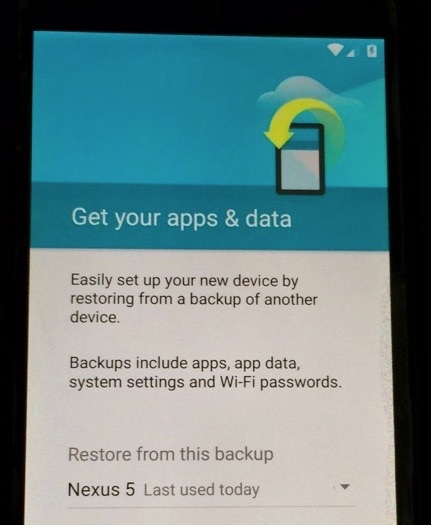 Get your apps & data
Easily set up your new device by
restoring from a backup of another
device.
Backups include apps, app data,
system settings and Wi-Fi passwords.
Restore from this backup
Nexus 5 Last used today